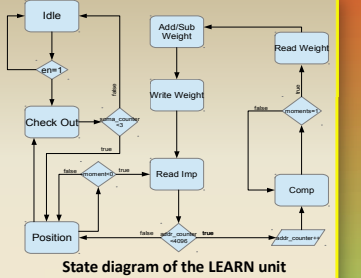 Idle
en=1
Check Out
soma_counter
<3
false
true
Position
moment<0
false
true
Add/Sub
Weight
Write Weight
Read Imp
addr_counter
<4096
false
true
Read Weight
true
moments=1
false
Comp
addr_counter++
State diagram of the LEARN unit